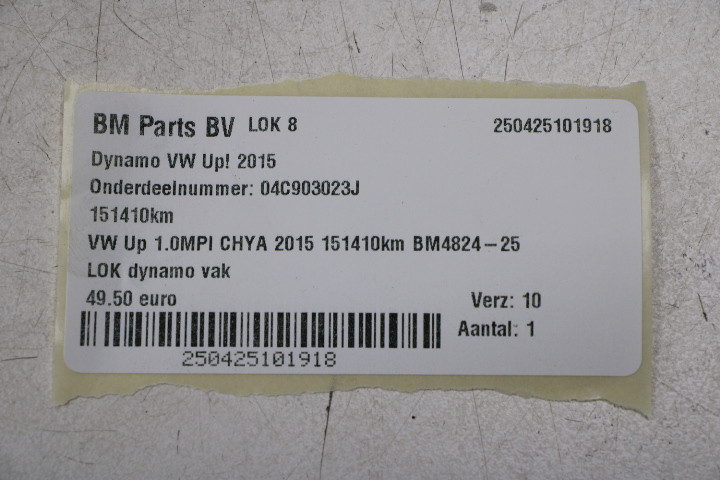 BM Parts BV LOK 8 250425101918
Dynamo VW Up! 2015
Onderdeelnummer: 04C903023J
151410km
VW Up 1.0MPI CHYA 2015 151410km BM4824-25
LOK dynamo vak
49.50 euro Verz: 10
Aantal: 1
250425101918